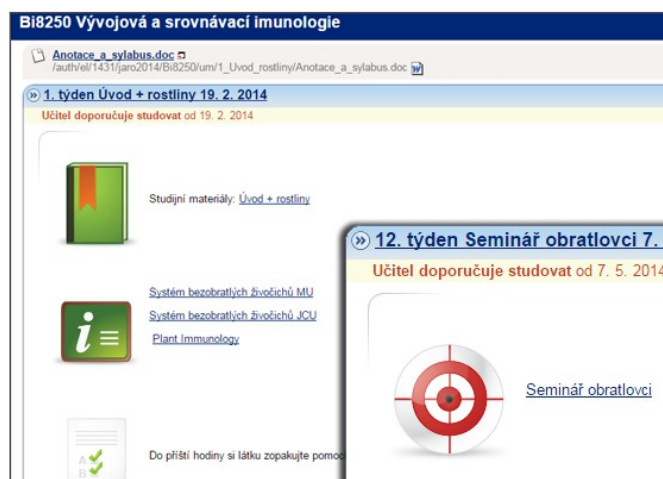 Bi8250 Vývojová a srovnávací imunologie
Anotace_a_sylabus.doc
/auth/el/1431/jaro2014/Bi8250/um/1_Uvod_rostliny/Anotace_a_sylabus.doc
1. týden Úvod + rostliny 19. 2. 2014
Učitel doporučuje studovat od 19. 2. 2014
Studijní materiály: Úvod + rostliny
Systém bezobratlých živočichů MU
Systém bezobratlých živočichů JCU
Plant Immunology
Do příští hodiny si látku zopakujte
12. týden Seminář obratlovci 7.
Učitel doporučuje studovat od 7. 5. 2014
Seminář obratlovci
A
B